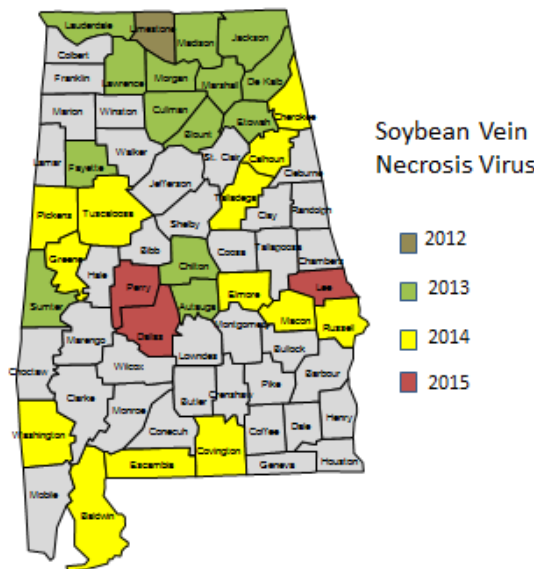 Lauderdale
Limestone
Madison
Jackson
Colbert
Franklin
Lawrence
Morgan
Marshal
De Kalb
Marion
Winston
Cullman
Etowah
Cherokee
Blount
Lamar
Fayette
Walker
St. Clair
Calhoun
Cleburne
Jefferson
Talladega
Pickens
Tuscaloosa
Shelby
Clay
Randolph
Greene
Bibb
Coosa
Tallapoosa
Chambers
Hale
Perry
Chilton
Sumter
Autauga
Elmore
Lee
Dallas
Montgomery
Macon
Russel
Marengo
Lowndes
Bullock
Choctaw
Wilcox
Clarke
Butler
Crenshaw
Pike
Barbour
Monroe
Washington
Conecuh
Covington
Coffee
Dale
Henry
Escambia
Geneva
Houston
Mobile
Baldwin
Soybean Vein
Necrosis Virus
2012
2013
2014
2015